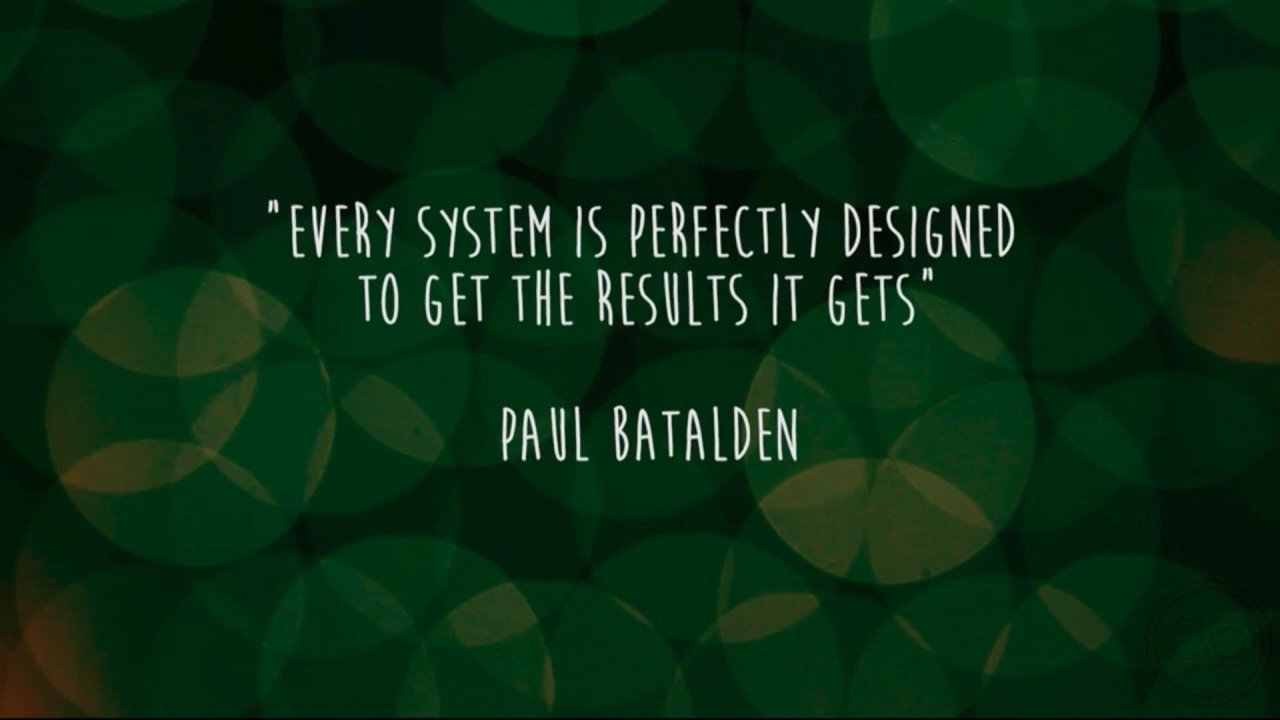 "EVERY SYSTEM IS PERFECTLY DESIGNED
TO GET THE RESULTS IT GETS"
PAUL BATALDEN